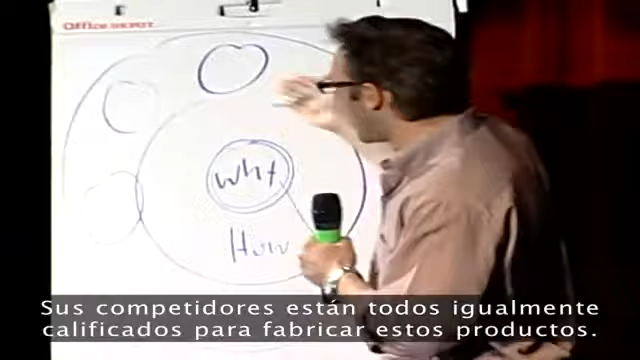 Office DEPOT
why
How
Sus competidores están todos igualmente
calificados para fabricar estos productos.